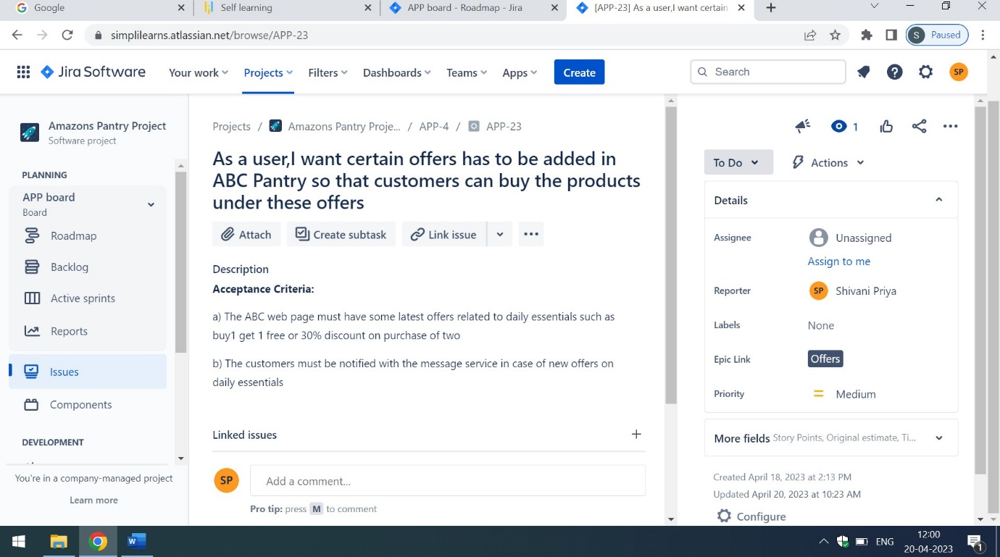 Google
Self learning
APP board - Roadmap - Jira
[APP-23] As a user,I want certain
simplilearns.atlassian.net/browse/APP-23
S Paused
Jira Software
Your work
Projects
Filters
Dashboards
Teams
Apps
Create
Search
SP
Amazons Pantry Project
Software project
PLANNING
APP board
Board
Roadmap
Backlog
Active sprints
Reports
Issues
Components
DEVELOPMENT
You're in a company-managed project
Learn more
Projects / Amazons Pantry Proje... / APP-4 / APP-23
As a user,I want certain offers has to be added in
ABC Pantry so that customers can buy the products
under these offers
Attach
Create subtask
Link issue
Description
Acceptance Criteria:
a) The ABC web page must have some latest offers related to daily essentials such as
buy1 get 1 free or 30% discount on purchase of two
b) The customers must be notified with the message service in case of new offers on
daily essentials
Linked issues
SP
Add a comment...
Pro tip: press M to comment
1
To Do
Actions
Details
Assignee
Unassigned
Assign to me
Reporter
SP Shivani Priya
Labels
None
Epic Link
Offers
Priority
Medium
More fields Story Points, Original estimate, Ti...
Created April 18, 2023 at 2:13 PM
Updated April 20, 2023 at 10:23 AM
Configure
W
ENG
12:00
20-04-2023
1